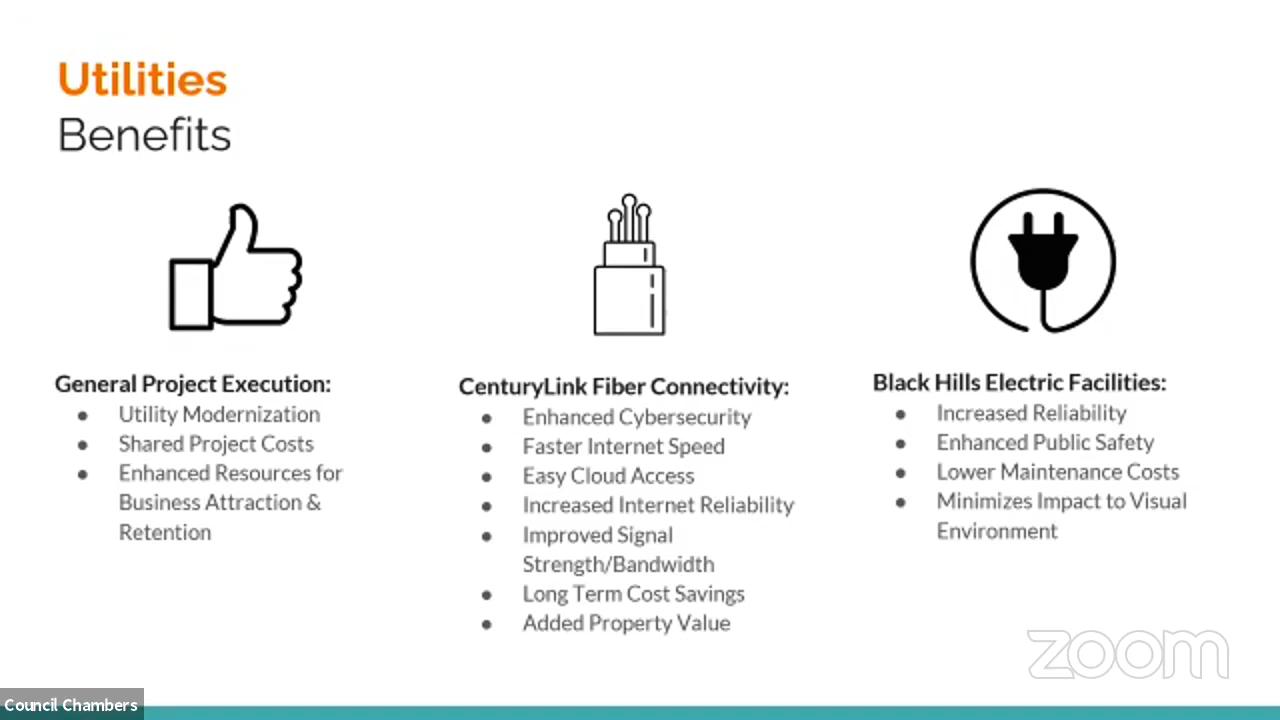 Utilities
Benefits
General Project Execution:
● Utility Modernization
● Shared Project Costs
● Enhanced Resources for
Business Attraction &
Retention
CenturyLink Fiber Connectivity:
● Enhanced Cybersecurity
● Faster Internet Speed
● Easy Cloud Access
● Increased Internet Reliability
● Improved Signal
Strength/Bandwidth
● Long Term Cost Savings
● Added Property Value
Black Hills Electric Facilities:
● Increased Reliability
● Enhanced Public Safety
● Lower Maintenance Costs
● Minimizes Impact to Visual
Environment
zoom
Council Chambers